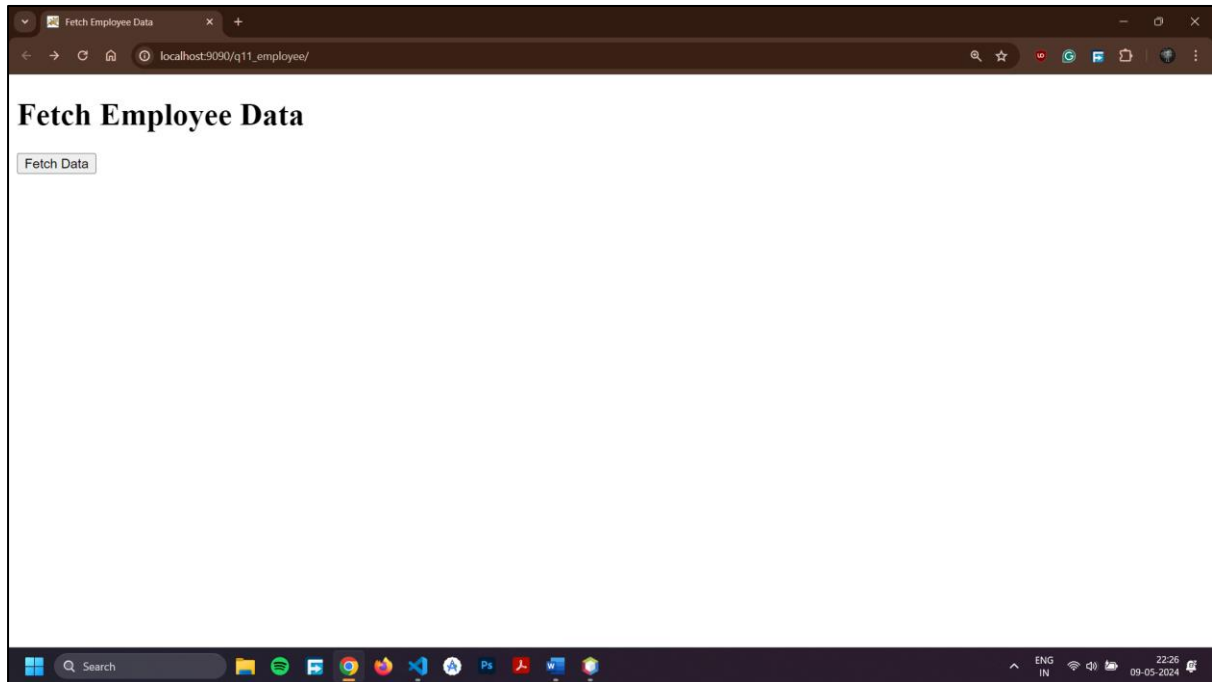 Fetch Employee Data
localhost:9090/q11_employee/
Fetch Employee Data
Fetch Data
Search
Ps
W
ENG
IN
22:26
09-05-2024